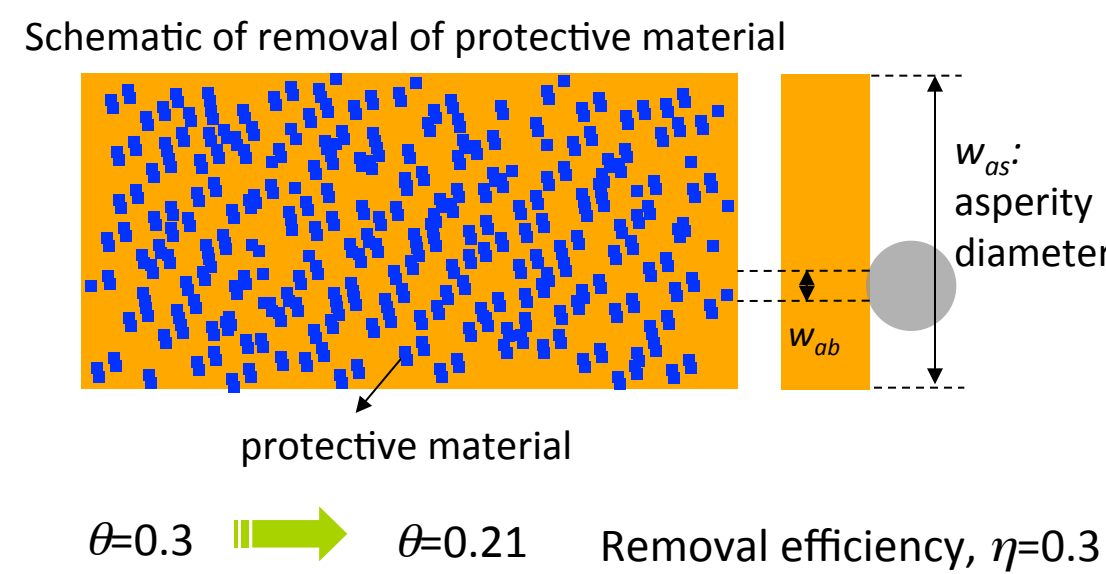 Schematic of removal of protective material
w_as:
asperity
diameter
w_ab
protective material
θ=0.3
θ=0.21
Removal efficiency, η=0.3